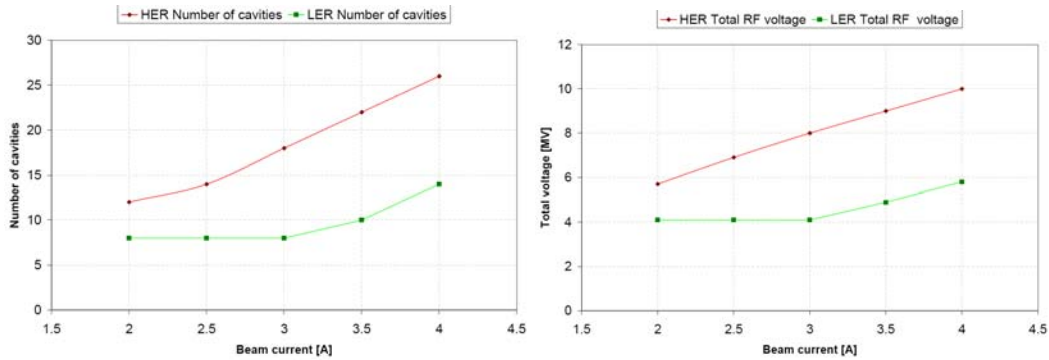 HER Number of cavities LER Number of cavities
30
25
20
15
10
5
0
Number of cavities
1.5 2 2.5 3 3.5 4 4.5
Beam current [A]
HER Total RF voltage LER Total RF voltage
12
10
8
6
4
2
0
Total voltage [MV]
1.5 2 2.5 3 3.5 4 4.5
Beam current [A]